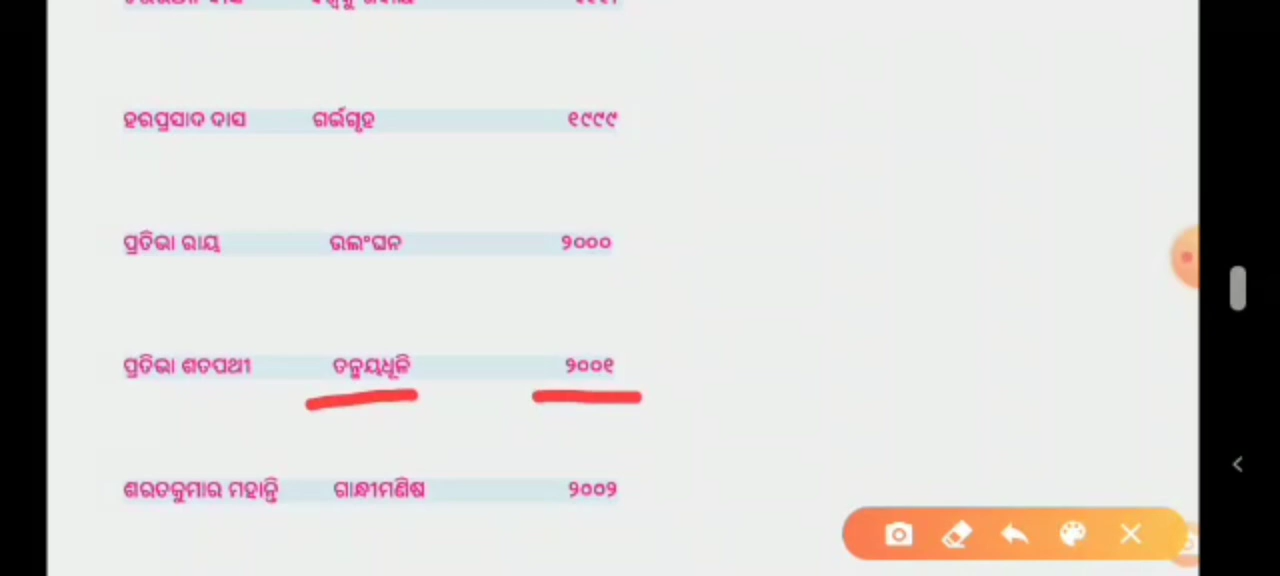 ହରପ୍ରସାଦ ଦାସ ଗର୍ଭଗୃହ ୧୯୯୯
ପ୍ରତିଭା ରାୟ ଉଲଂଘନ ୨୦୦୦
ପ୍ରତିଭା ଶତପଥୀ ତନ୍ମୟଧୂଳି ୨୦୦୧
ଶରତକୁମାର ମହାନ୍ତି ଗାନ୍ଧୀମଣିଷ ୨୦୦୨